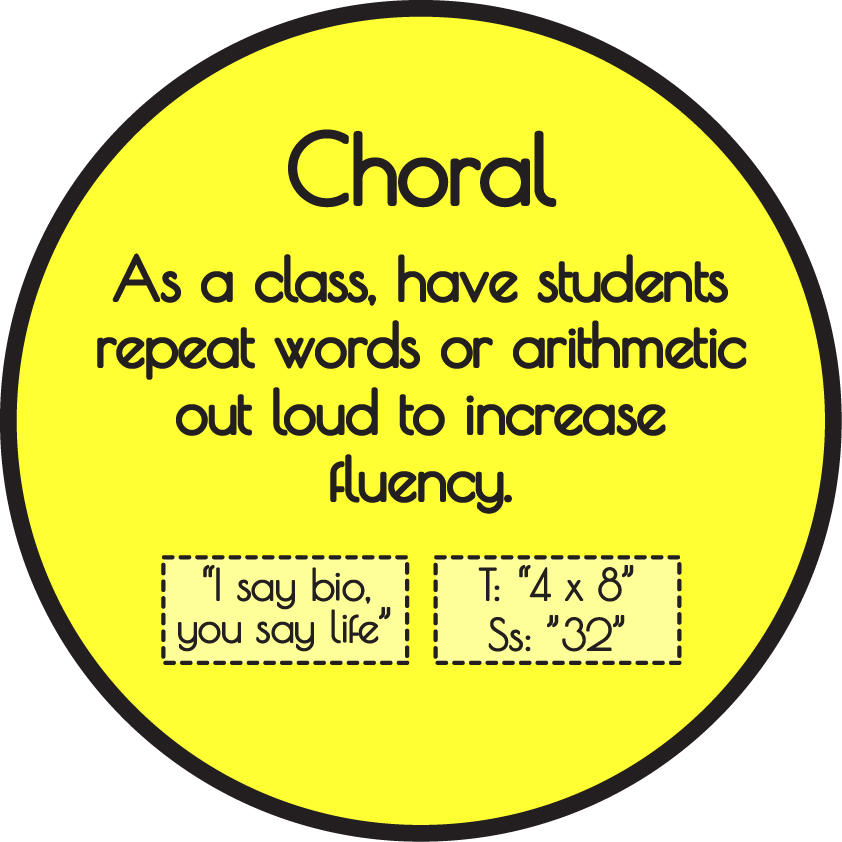 Choral
As a class, have students
repeat words or arithmetic
out loud to increase
fluency.
“I say bio,
you say life”
T: “4 x 8”
Ss: ”32”